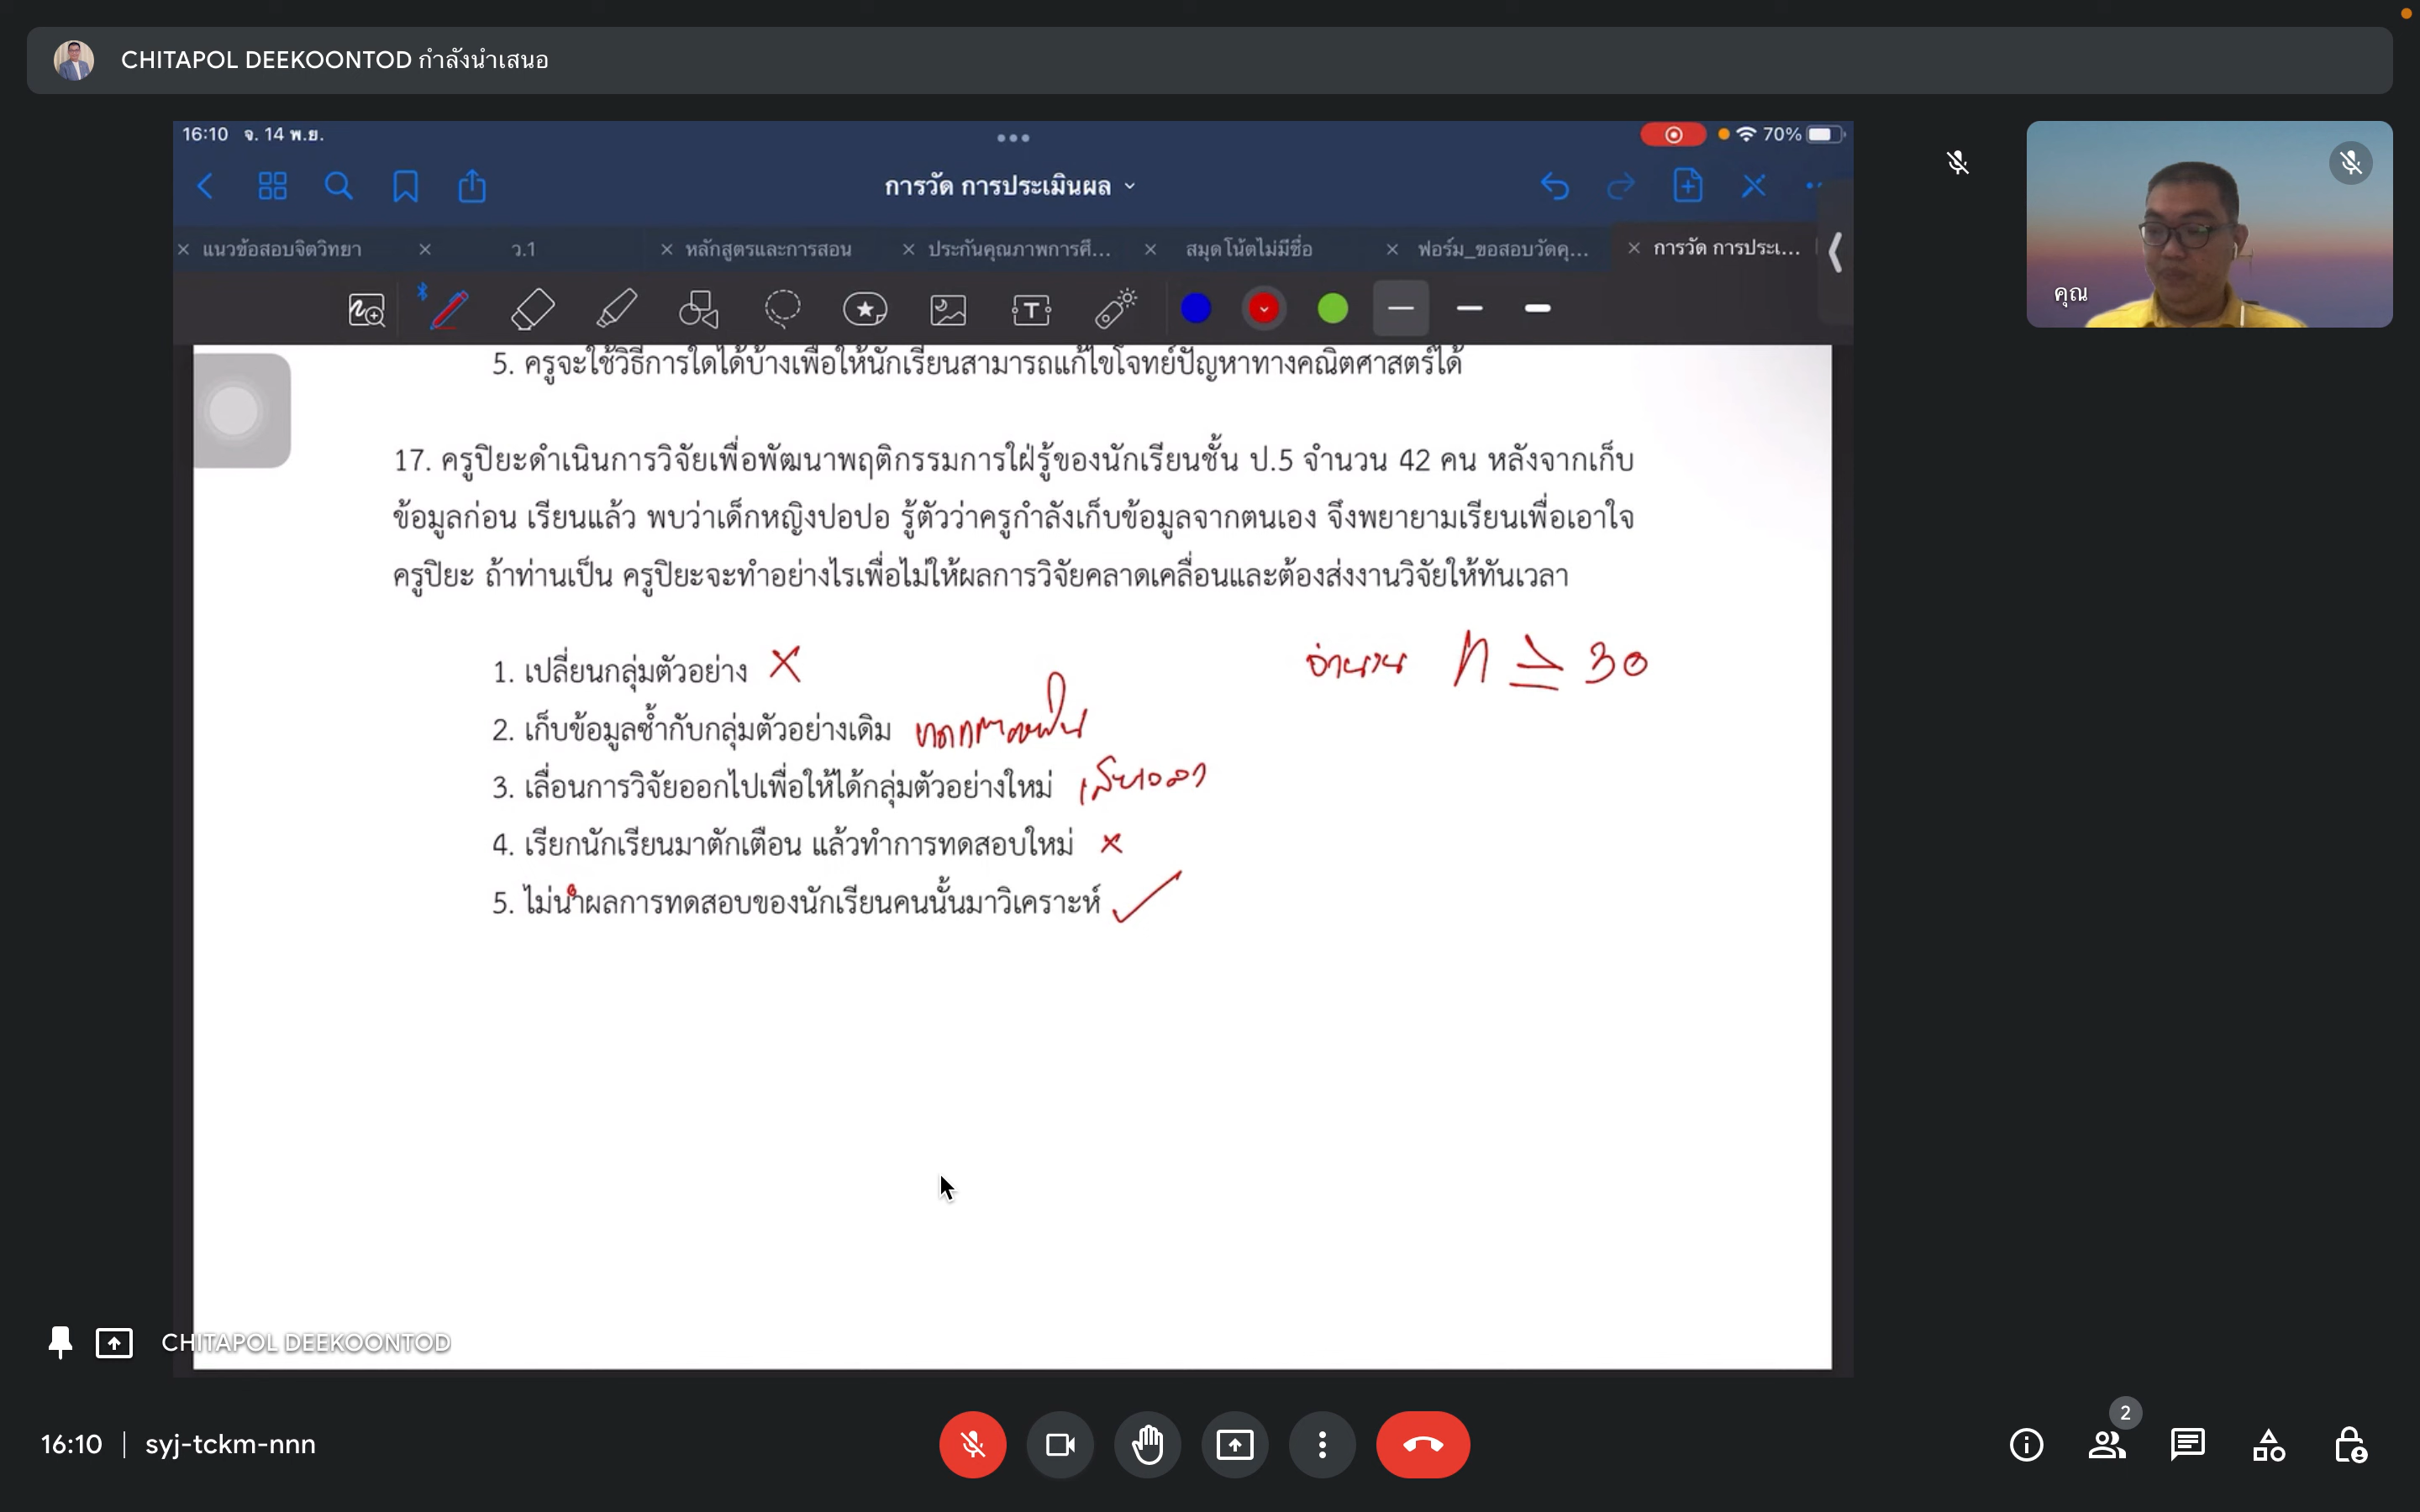 CHITAPOL DEEKOONTOD กำลังนำเสนอ
16:10 จ. 14 พ.ย.
70%
การวัด การประเมินผล
แนวข้อสอบจิตวิทยา
ว.1
หลักสูตรและการสอน
ประกันคุณภาพการศึ...
สมุดโน้ตไม่มีชื่อ
ฟอร์ม_ขอสอบวัดคุ...
การวัด การประเ...
คุณ
5. ครูจะใช้วิธีการใดได้บ้างเพื่อให้นักเรียนสามารถแก้ไขโจทย์ปัญหาทางคณิตศาสตร์ได้
17. ครูปิยะดำเนินการวิจัยเพื่อพัฒนาพฤติกรรมการใฝ่รู้ของนักเรียนชั้น ป.5 จำนวน 42 คน หลังจากเก็บ
ข้อมูลก่อน เรียนแล้ว พบว่าเด็กหญิงปอปอ รู้ตัวว่าครูกำลังเก็บข้อมูลจากตนเอง จึงพยายามเรียนเพื่อเอาใจ
ครูปิยะ ถ้าท่านเป็น ครูปิยะจะทำอย่างไรเพื่อไม่ให้ผลการวิจัยคลาดเคลื่อนและต้องส่งงานวิจัยให้ทันเวลา
1. เปลี่ยนกลุ่มตัวอย่าง
จำนวน n ≥ 30
2. เก็บข้อมูลซ้ำกับกลุ่มตัวอย่างเดิม
3. เลื่อนการวิจัยออกไปเพื่อให้ได้กลุ่มตัวอย่างใหม่ เสียเวลา
4. เรียกนักเรียนมาตักเตือน แล้วทำการทดสอบใหม่
5. ไม่นำผลการทดสอบของนักเรียนคนนั้นมาวิเคราะห์
CHITAPOL DEEKOONTOD
16:10 | syj-tckm-nnn
2